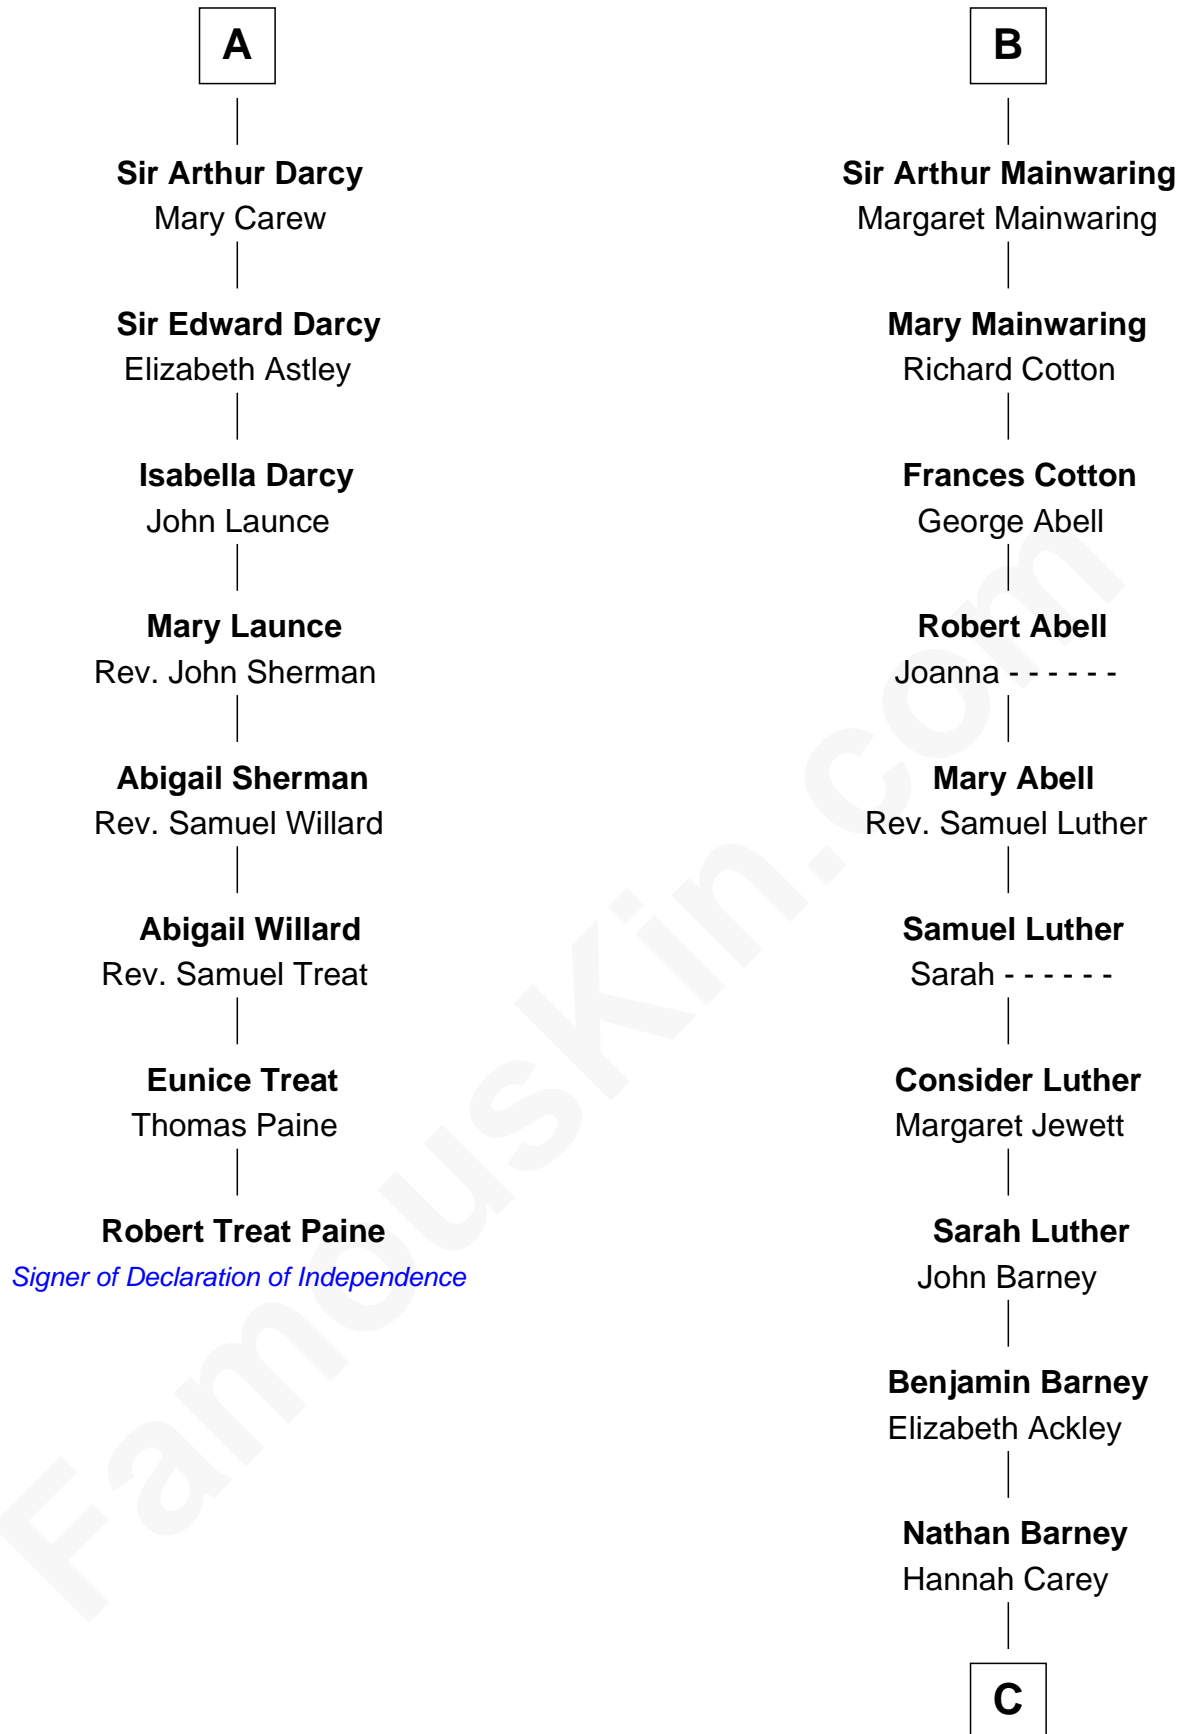 A
Sir Arthur Darcy
Mary Carew
Sir Edward Darcy
Elizabeth Astley
Isabella Darcy
John Launce
Mary Launce
Rev. John Sherman
Abigail Sherman
Rev. Samuel Willard
Abigail Willard
Rev. Samuel Treat
Eunice Treat
Thomas Paine
Robert Treat Paine
Signer of Declaration of Independence
B
Sir Arthur Mainwaring
Margaret Mainwaring
Mary Mainwaring
Richard Cotton
Frances Cotton
George Abell
Robert Abell
Joanna - - - - - -
Mary Abell
Rev. Samuel Luther
Samuel Luther
Sarah - - - - - -
Consider Luther
Margaret Jewett
Sarah Luther
John Barney
Benjamin Barney
Elizabeth Ackley
Nathan Barney
Hannah Carey
C
FamousKin.com